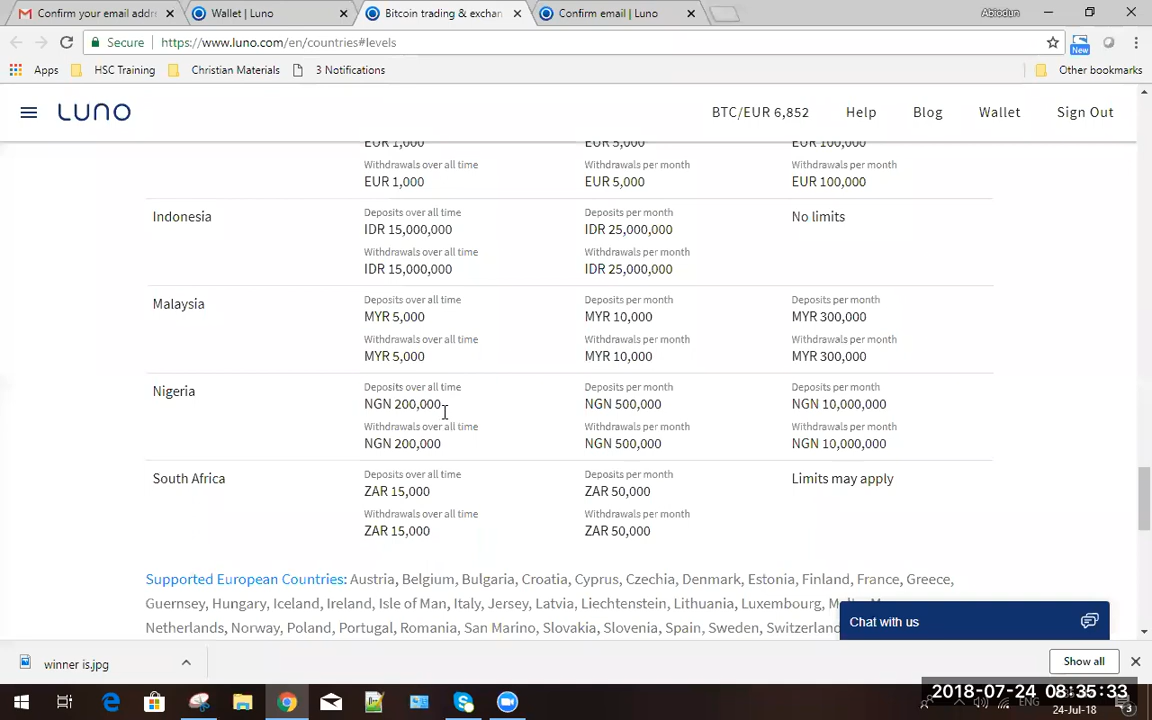 Confirm your email addr
Wallet | Luno
Bitcoin trading & exchan
Confirm email | Luno
Abiodun
Secure
https://www.luno.com/en/countries#levels
New
Apps
HSC Training
Christian Materials
3 Notifications
Other bookmarks
LUNO
BTC/EUR 6,852
Help
Blog
Wallet
Sign Out
EUR 1,000 EUR 5,000 EUR 100,000
Withdrawals over all time Withdrawals per month Withdrawals per month
EUR 1,000 EUR 5,000 EUR 100,000
Indonesia Deposits over all time Deposits per month No limits
IDR 15,000,000 IDR 25,000,000
Withdrawals over all time Withdrawals per month
IDR 15,000,000 IDR 25,000,000
Malaysia Deposits over all time Deposits per month Deposits per month
MYR 5,000 MYR 10,000 MYR 300,000
Withdrawals over all time Withdrawals per month Withdrawals per month
MYR 5,000 MYR 10,000 MYR 300,000
Nigeria Deposits over all time Deposits per month Deposits per month
NGN 200,000 NGN 500,000 NGN 10,000,000
Withdrawals over all time Withdrawals per month Withdrawals per month
NGN 200,000 NGN 500,000 NGN 10,000,000
South Africa Deposits over all time Deposits per month Limits may apply
ZAR 15,000 ZAR 50,000
Withdrawals over all time Withdrawals per month
ZAR 15,000 ZAR 50,000
Supported European Countries: Austria, Belgium, Bulgaria, Croatia, Cyprus, Czechia, Denmark, Estonia, Finland, France, Greece,
Guernsey, Hungary, Iceland, Ireland, Isle of Man, Italy, Jersey, Latvia, Liechtenstein, Lithuania, Luxembourg,
Netherlands, Norway, Poland, Portugal, Romania, San Marino, Slovakia, Slovenia, Spain, Sweden, Switzerland
Chat with us
winner is.jpg
Show all
2018-07-24 08:35:33
ENG
24-Jul-18
3